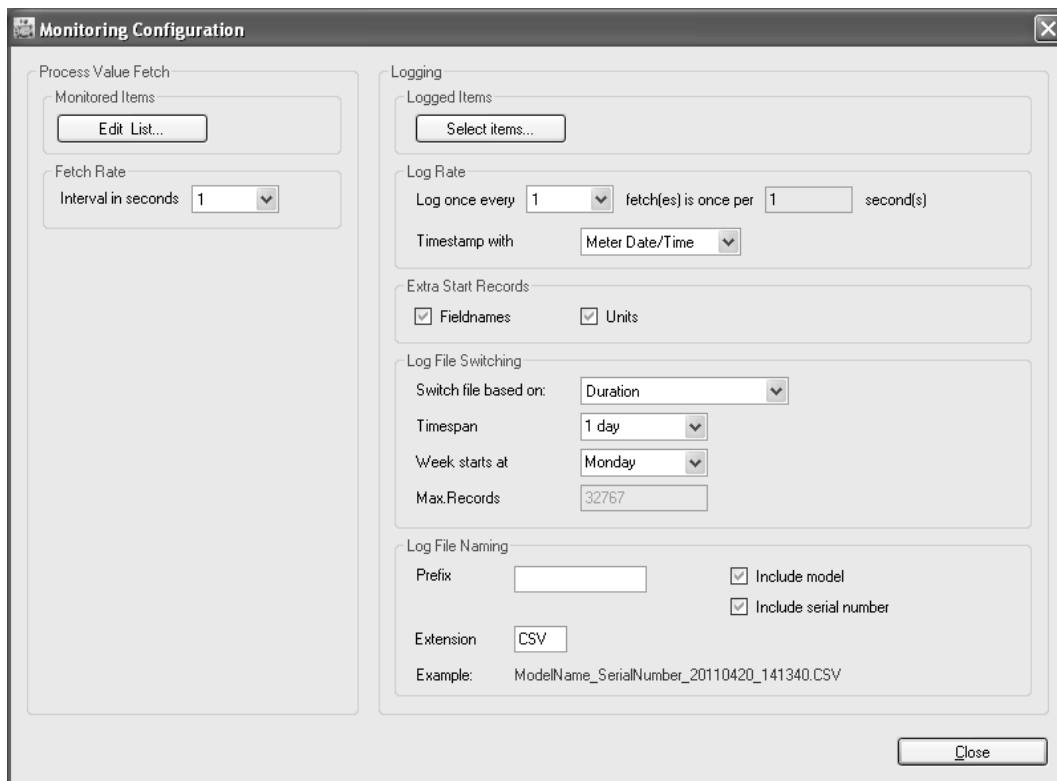 Monitoring Configuration
Process Value Fetch
Monitored Items
Edit List...
Fetch Rate
Interval in seconds 1
Logging
Logged Items
Select items...
Log Rate
Log once every 1 fetch(es) is once per 1 second(s)
Timestamp with Meter Date/Time
Extra Start Records
Fieldnames Units
Log File Switching
Switch file based on: Duration
Timespan 1 day
Week starts at Monday
Max.Records 32767
Log File Naming
Prefix Include model
Include serial number
Extension CSV
Example: ModelName_SerialNumber_20110420_141340.CSV
Close